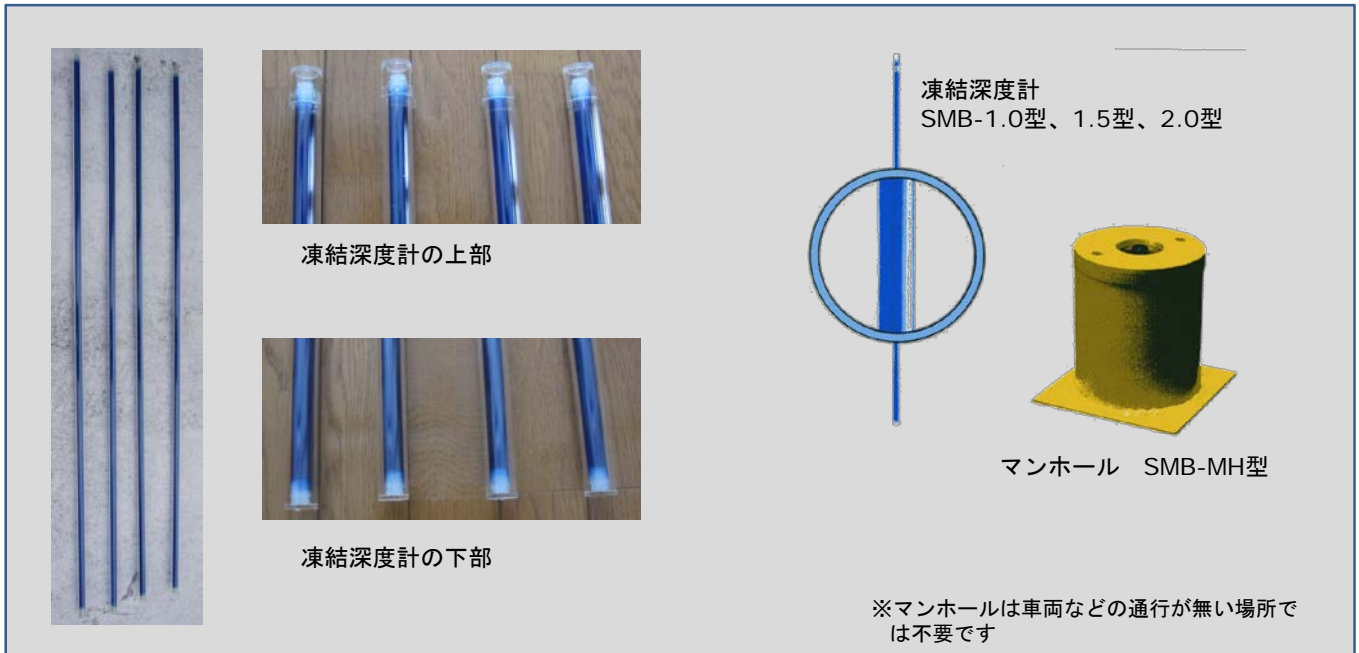 凍結深度計の上部
凍結深度計の下部
凍結深度計
SMB-1.0型、1.5型、2.0型
マンホール　SMB-MH型
※マンホールは車両などの通行が無い場所で
は不要です